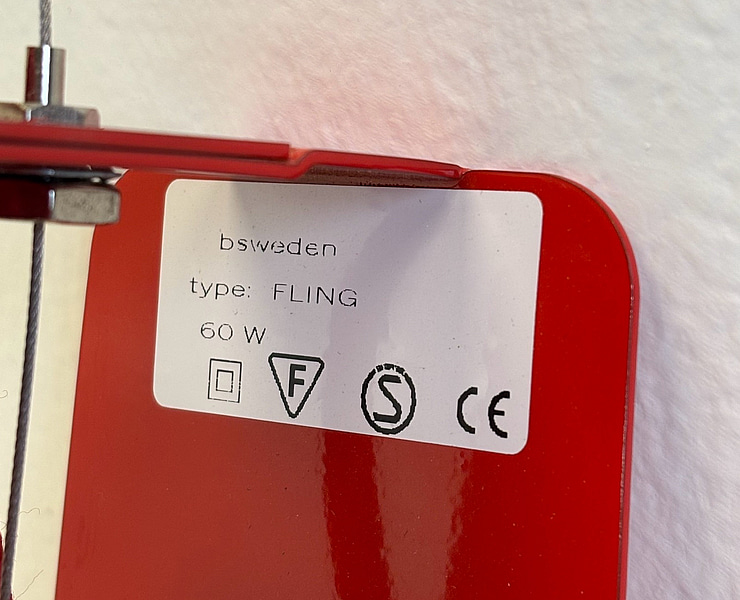 bsweden
type: FLING
60 W
F S CE